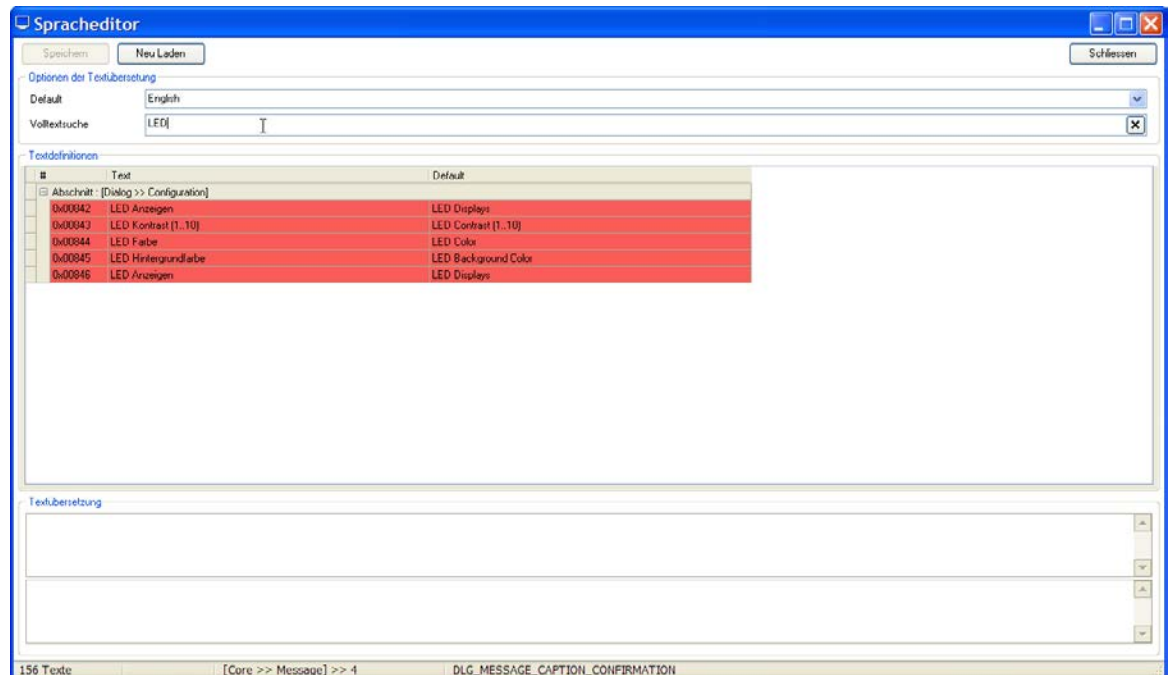 Spracheditor
Speichern Neu Laden Schliessen
Optionen der Textübersetung
Default English
Volltextsuche LED
Textdefinitionen
# Text Default
Abschnitt : [Dialog >> Configuration]
0x00842 LED Anzeigen LED Displays
0x00843 LED Kontrast (1..10) LED Contrast (1..10)
0x00844 LED Farbe LED Color
0x00845 LED Hintergrundfarbe LED Background Color
0x00846 LED Anzeigen LED Displays
Textübersetzung
156 Texte [Core >> Message] >> 4 DLG_MESSAGE_CAPTION_CONFIRMATION